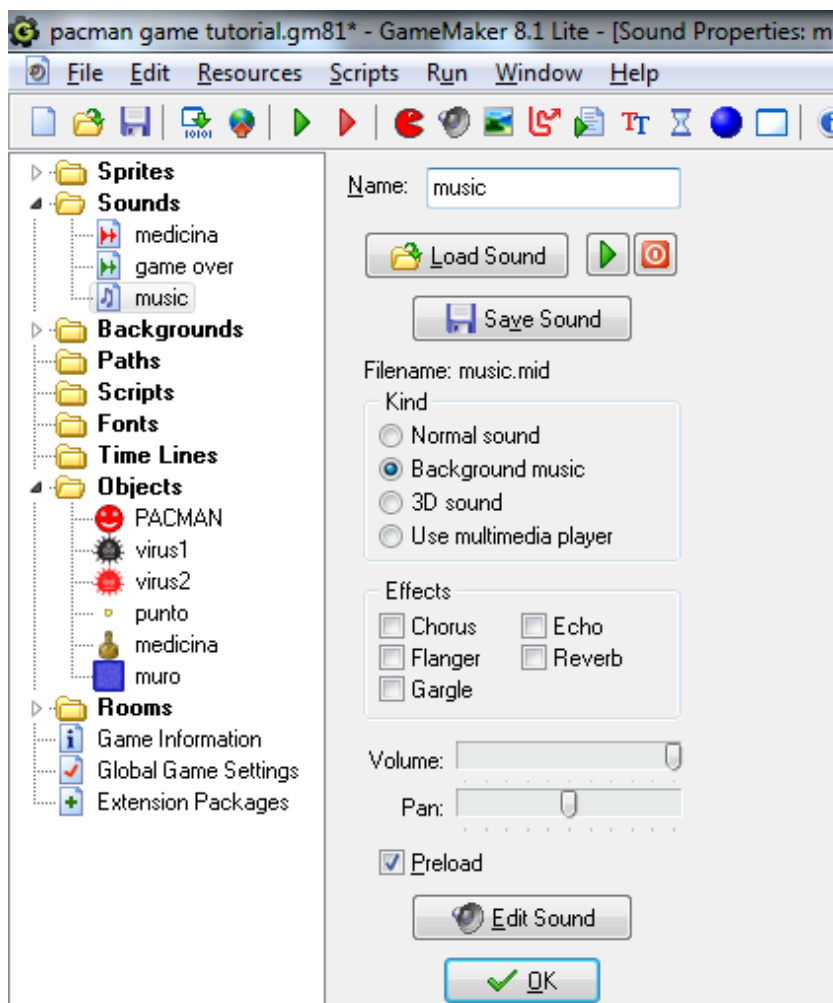 pacman game tutorial.gm81* - GameMaker 8.1 Lite - [Sound Properties: m
File Edit Resources Scripts Run Window Help
Sprites
Sounds
medicina
game over
music
Backgrounds
Paths
Scripts
Fonts
Time Lines
Objects
PACMAN
virus1
virus2
punto
medicina
muro
Rooms
Game Information
Global Game Settings
Extension Packages
Name: music
Load Sound
Save Sound
Filename: music.mid
Kind
Normal sound
Background music
3D sound
Use multimedia player
Effects
Chorus Echo
Flanger Reverb
Gargle
Volume:
Pan:
Preload
Edit Sound
OK